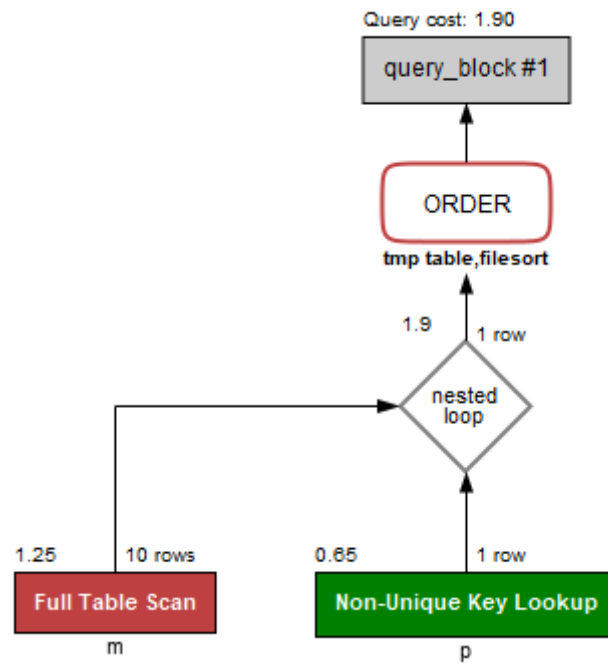 Query cost: 1.90
query_block #1
ORDER
tmp table,filesort
1.9
1 row
nested
loop
1.25
10 rows
0.65
1 row
Full Table Scan
Non-Unique Key Lookup
m
p